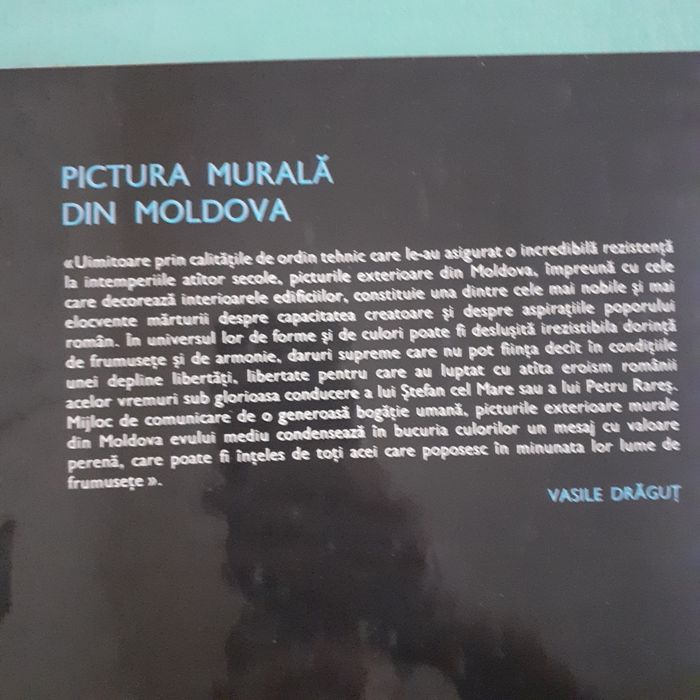 PICTURA MURALĂ
DIN MOLDOVA
«Uimitoare prin calitățile de ordin tehnic care le-au asigurat o incredibilă rezistență
la intemperiile atîtor secole, picturile exterioare din Moldova, împreună cu cele
care decorează interioarele edificiilor, constituie una dintre cele mai nobile și mai
elocvente mărturii despre capacitatea creatoare și despre aspirațiile poporului
român. În universul lor de forme și de culori poate fi deslușită irezistibila dorință
de frumusețe și de armonie, daruri supreme care nu pot ființa decît în condițiile
unei depline libertăți, libertate pentru care au luptat cu atîta eroism românii
acelor vremuri sub glorioasa conducere a lui Ștefan cel Mare sau a lui Petru Rareș.
Mijloc de comunicare de o generoasă bogăție umană, picturile exterioare murale
din Moldova evului mediu condensează în bucuria culorilor un mesaj cu valoare
perenă, care poate fi înțeles de toți acei care poposesc în minunata lor lume de
frumusețe».
VASILE DRĂGUȚ